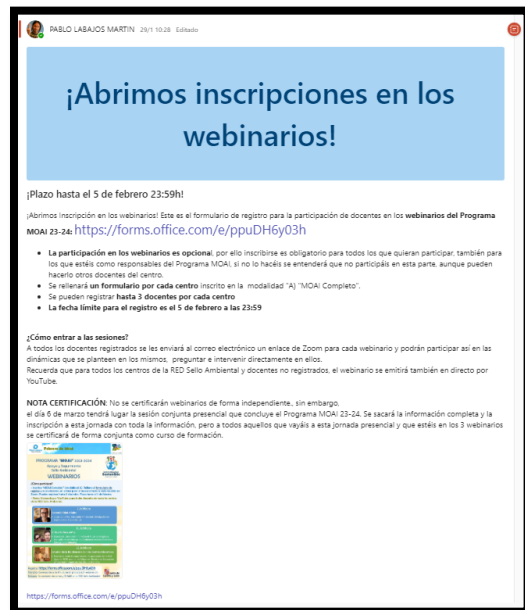 PABLO LABAJOS MARTIN 29/1 10:28 Editado
¡Abrimos inscripciones en los
webinarios!
¡Plazo hasta el 5 de febrero 23:59h!
¡Abrimos Inscripción en los webinarios! Este es el formulario de registro para la participación de docentes en los webinarios del Programa
MOAI 23-24: https://forms.office.com/e/ppuDH6y03h
La participación en los webinarios es opcional, por ello inscribirse es obligatorio para todos los que quieran participar, también para
los que estéis como responsables del Programa MOAI, si no lo hacéis se entenderá que no participáis en esta parte, aunque pueden
hacerlo otros docentes del centro.
Se rellenará un formulario por cada centro inscrito en la modalidad "A) "MOAI Completo".
Se pueden registrar hasta 3 docentes por cada centro
La fecha límite para el registro es el 5 de febrero a las 23:59
¿Cómo entrar a las sesiones?
A todos los docentes registrados se les enviará al correo electrónico un enlace de Zoom para cada webinario y podrán participar así en las
dinámicas que se planteen en los mismos, preguntar e intervenir directamente en ellos.
Recuerda que para todos los centros de la RED Sello Ambiental y docentes no registrados, el webinario se emitirá también en directo por
YouTube.
NOTA CERTIFICACIÓN: No se certificarán webinarios de forma independiente, sin embargo,
el día 6 de marzo tendrá lugar la sesión conjunta presencial que concluye el Programa MOAI 23-24. Se sacará la información completa y la
inscripción a esta jornada con toda la información, pero a todos aquellos que vayáis a esta jornada presencial y que estéis en los 3 webinarios
se certificará de forma conjunta como curso de formación.
PROGRAMA "MOAI" 2023-2024
WEBINARIOS
https://forms.office.com/e/ppuDH6y03h